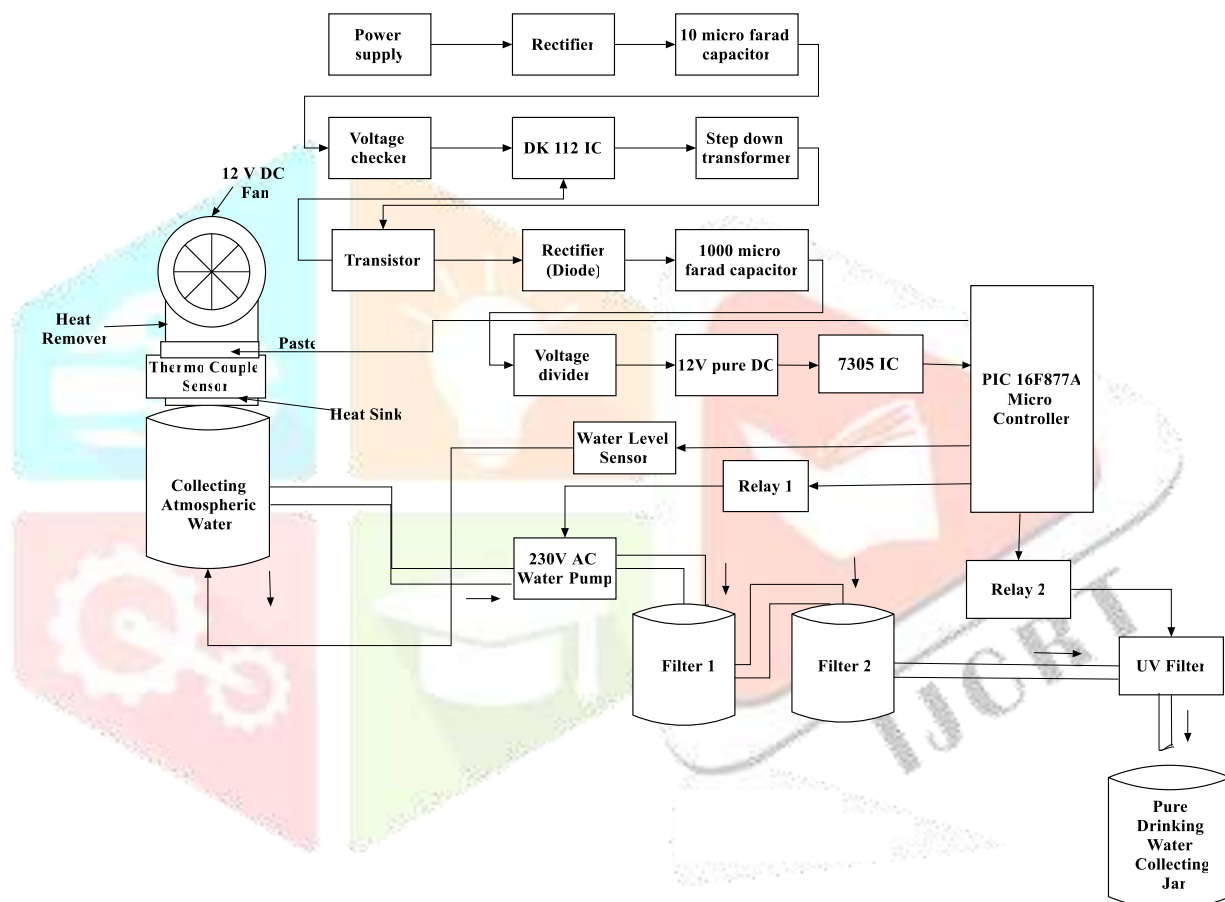 Power
supply
Rectifier
10 micro farad
capacitor
Voltage
checker
DK 112 IC
Step down
transformer
12 V DC
Fan
Transistor
Rectifier
(Diode)
1000 micro
farad capacitor
Heat
Remover
Paste
Thermo Couple
Sensor
Heat Sink
Voltage
divider
12V pure DC
7305 IC
PIC 16F877A
Micro
Controller
Water Level
Sensor
Relay 1
Collecting
Atmospheric
Water
230V AC
Water Pump
Relay 2
Filter 1
Filter 2
UV Filter
IJCRT
Pure
Drinking
Water
Collecting
Jar